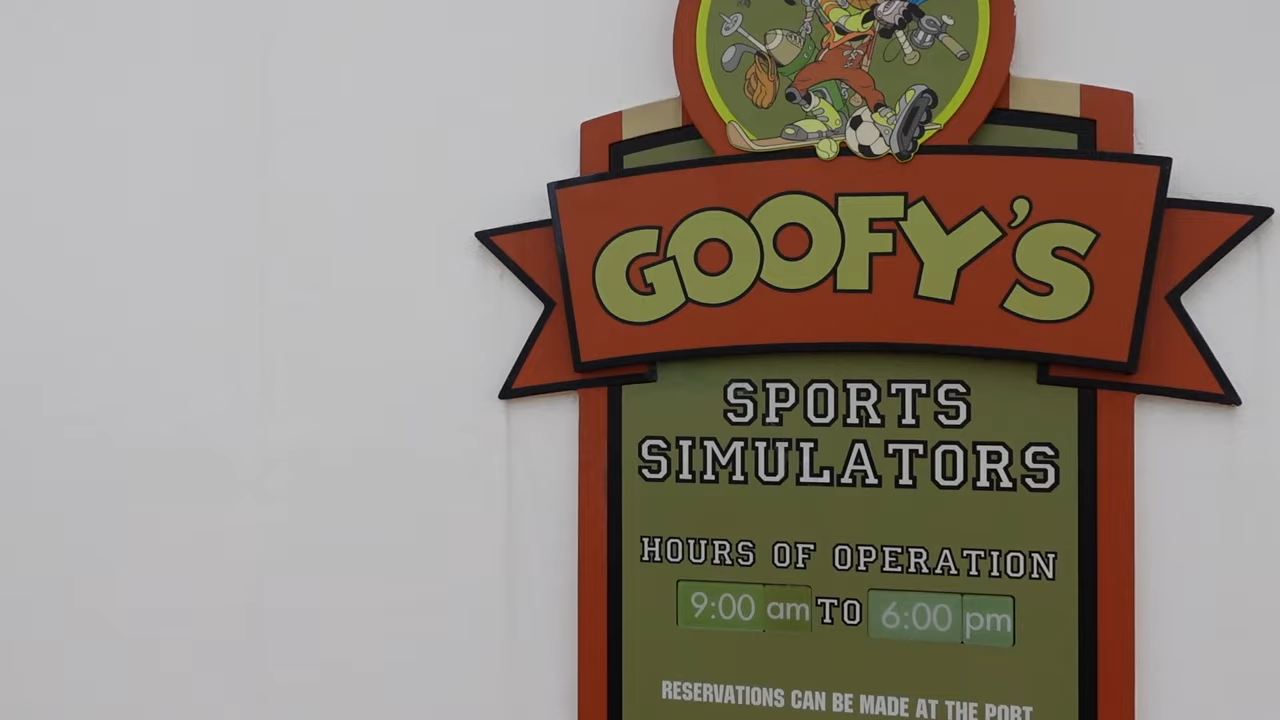 GOOFY'S
SPORTS
SIMULATORS
HOURS OF OPERATION
9:00 am TO 6:00 pm
RESERVATIONS CAN BE MADE AT THE PORT